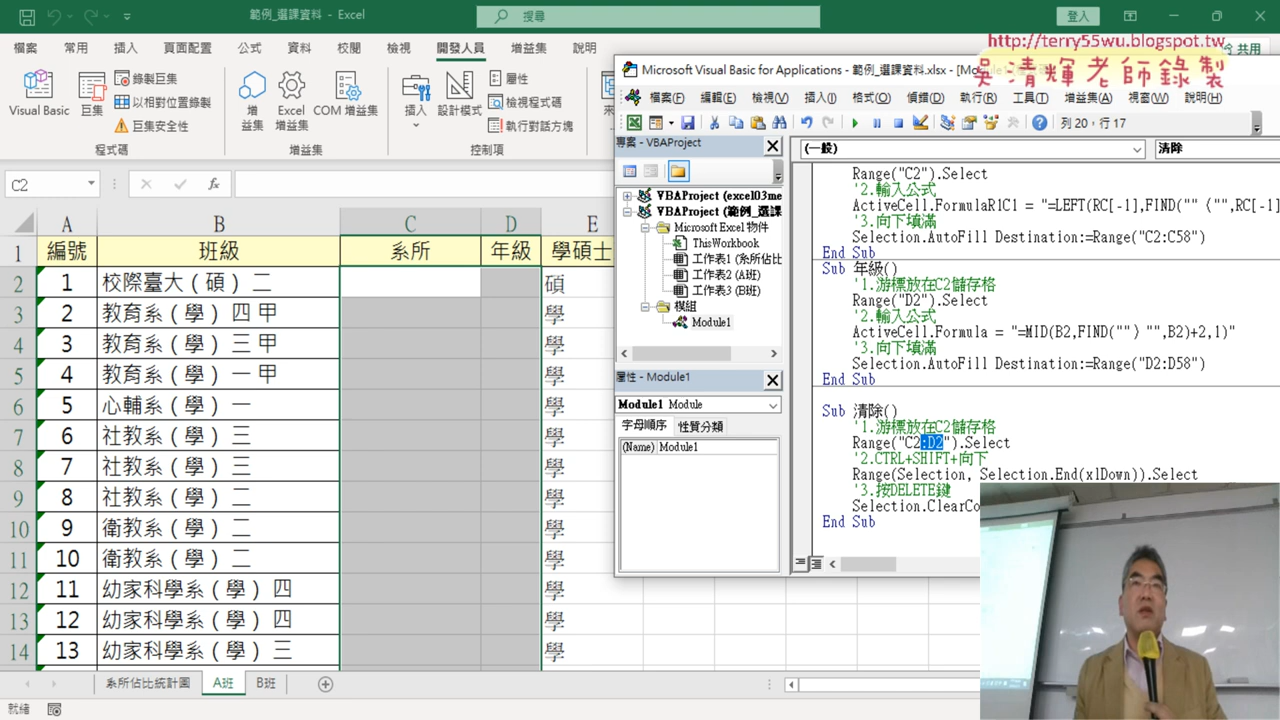 範例_選課資料 - Excel
搜尋
登入
檔案 常用 插入 頁面配置 公式 資料 校閱 檢視 開發人員 增益集 說明
共用
http://terry55wu.blogspot.tw
吳清輝老師錄製
Visual Basic
巨集
錄製巨集
以相對位置錄製
巨集安全性
程式碼
增益集
Excel 增益集
COM 增益集
增益集
插入
設計模式
屬性
檢視程式碼
執行對話方塊
控制項
C2
fx
A B C D E
1 編號 班級 系所 年級 學碩士
2 1 校際臺大（碩） 二 碩
3 2 教育系（學） 四 甲 學
4 3 教育系（學） 三 甲 學
5 4 教育系（學） 一 甲 學
6 5 心輔系（學） 一 學
7 6 社教系（學） 三 學
8 7 社教系（學） 三 學
9 8 社教系（學） 二 學
10 9 衛教系（學） 二 學
11 10 衛教系（學） 二 學
12 11 幼家科學系（學） 四 學
13 12 幼家科學系（學） 四 學
14 13 幼家科學系（學） 三 學
系所佔比統計圖 A班 B班
就緒
Microsoft Visual Basic for Applications - 範例_選課資料.xlsx - [Module1
檔案(F) 編輯(E) 檢視(V) 插入(I) 格式(O) 偵錯(D) 執行(R) 工具(T) 增益集(A) 視窗(W) 說明(H)
列 20，行 17
專案 - VBAProject
VBAProject (excel03me
VBAProject (範例_選課
Microsoft Excel 物件
ThisWorkbook
工作表1 (系所佔比
工作表2 (A班)
工作表3 (B班)
模組
Module1
屬性 - Module1
Module1 Module
字母順序 性質分類
(Name) Module1
(一般)
清除
Range("C2").Select
'2.輸入公式
ActiveCell.FormulaR1C1 = "=LEFT(RC[-1],FIND(""（"",RC[-1]
'3.向下填滿
Selection.AutoFill Destination:=Range("C2:C58")
End Sub
Sub 年級()
'1.游標放在C2儲存格
Range("D2").Select
'2.輸入公式
ActiveCell.Formula = "=MID(B2,FIND(""）"",B2)+2,1)"
'3.向下填滿
Selection.AutoFill Destination:=Range("D2:D58")
End Sub
Sub 清除()
'1.游標放在C2儲存格
Range("C2:D2").Select
'2.CTRL+SHIFT+向下
Range(Selection, Selection.End(xlDown)).Select
'3.按DELETE鍵
Selection.ClearCo
End Sub